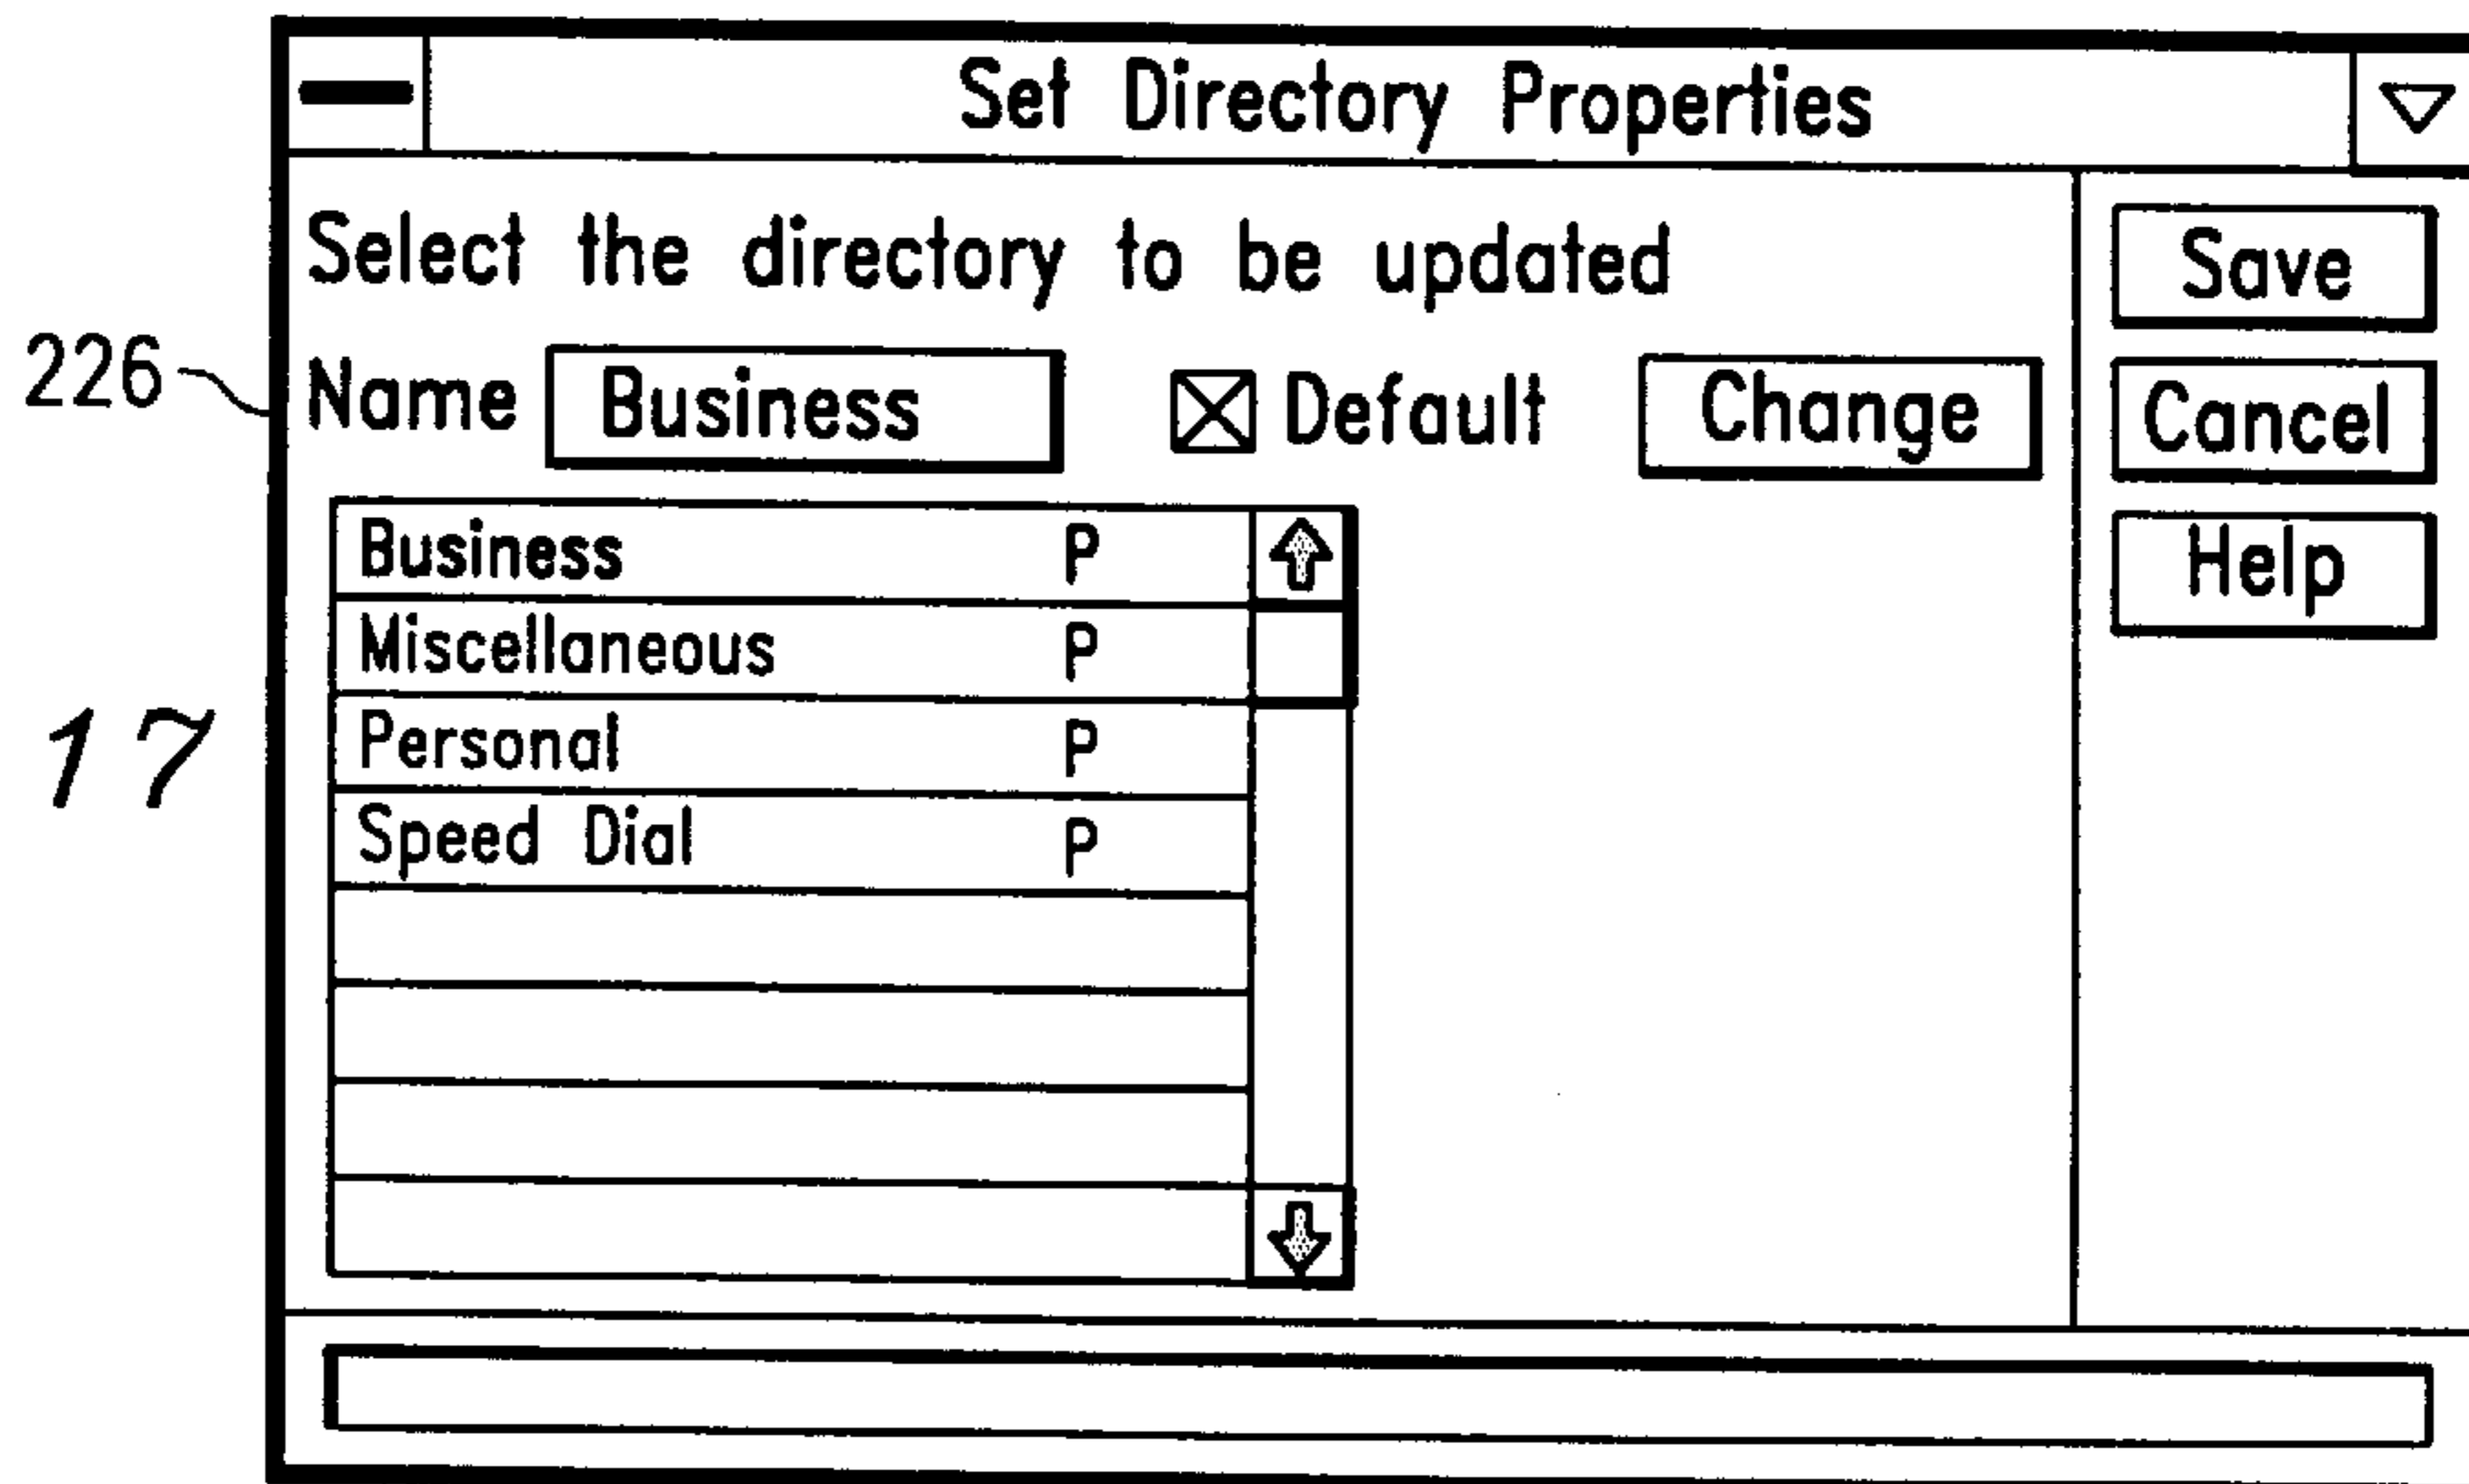 Set Directory Properties
Select the directory to be updated
Save
226
Name Business Default Change
Cancel
Business P
Help
Miscellaneous P
17
Personal P
Speed Dial P